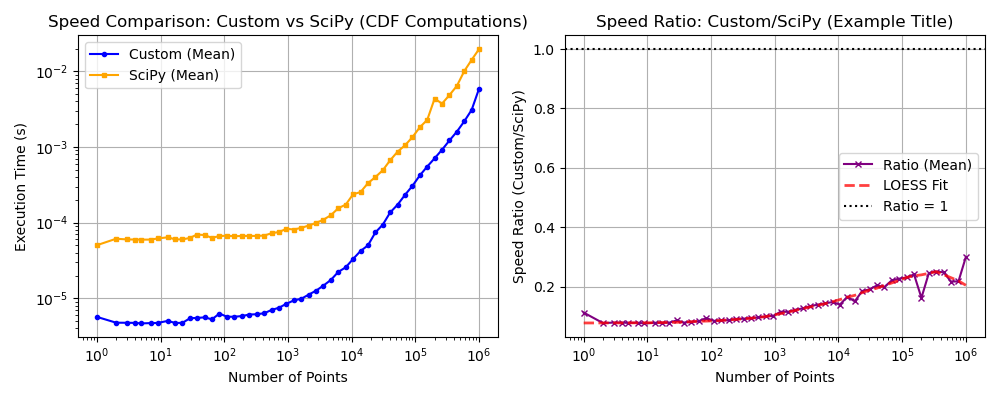 Speed Comparison: Custom vs SciPy (CDF Computations)
Custom (Mean)
SciPy (Mean)
Execution Time (s)
10⁻²
10⁻³
10⁻⁴
10⁻⁵
10⁰ 10¹ 10² 10³ 10⁴ 10⁵ 10⁶
Number of Points
Speed Ratio: Custom/SciPy (Example Title)
Speed Ratio (Custom/SciPy)
1.0
0.8
0.6
0.4
0.2
Ratio (Mean)
LOESS Fit
Ratio = 1
10⁰ 10¹ 10² 10³ 10⁴ 10⁵ 10⁶
Number of Points